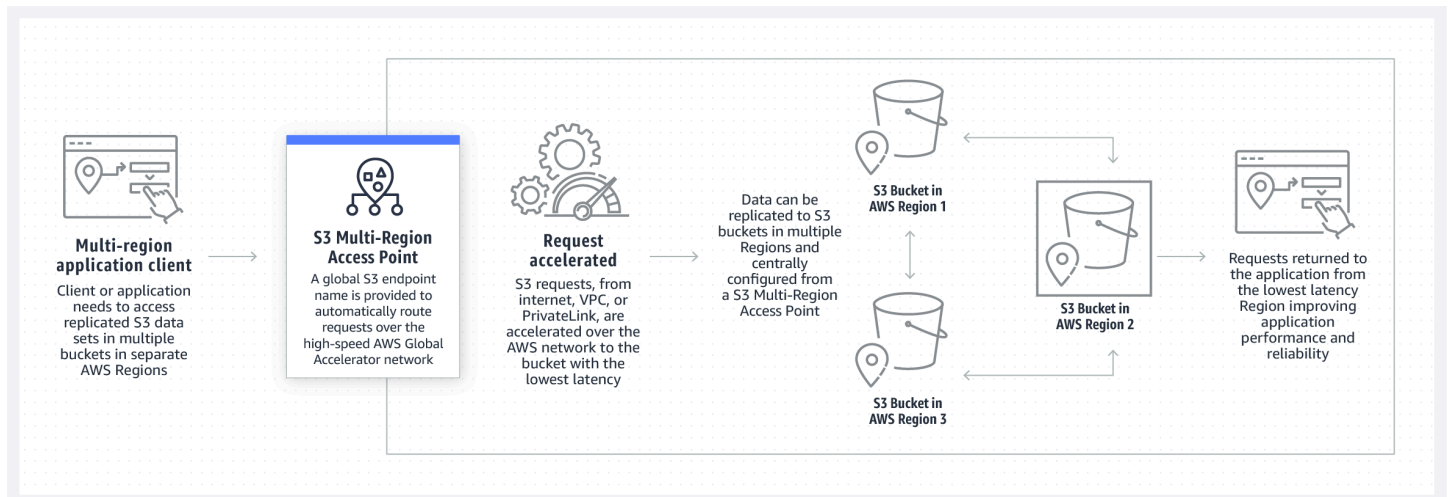 Multi-region
application client
Client or application
needs to access
replicated S3 data
sets in multiple
buckets in separate
AWS Regions
S3 Multi-Region
Access Point
A global S3 endpoint
name is provided to
automatically route
requests over the
high-speed AWS Global
Accelerator network
Request
accelerated
S3 requests, from
internet, VPC, or
PrivateLink, are
accelerated over the
AWS network to the
bucket with the
lowest latency
Data can be
replicated to S3
buckets in multiple
Regions and
centrally
configured from
a S3 Multi-Region
Access Point
S3 Bucket in
AWS Region 1
S3 Bucket in
AWS Region 3
S3 Bucket in
AWS Region 2
Requests returned to
the application from
the lowest latency
Region improving
application
performance and
reliability